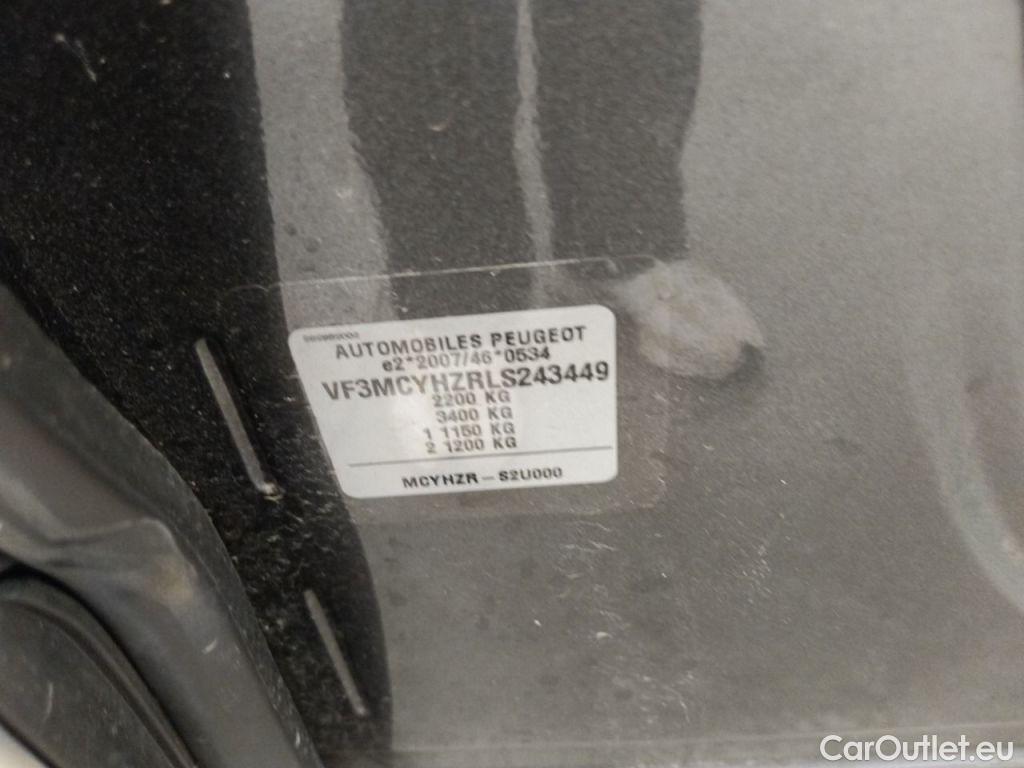 AUTOMOBILES PEUGEOT
e2*2007/46*0534
VF3MCYHZRLS243449
2200 KG
3400 KG
1 1150 KG
2 1200 KG
MCYHZR - S2U000
CarOutlet.eu